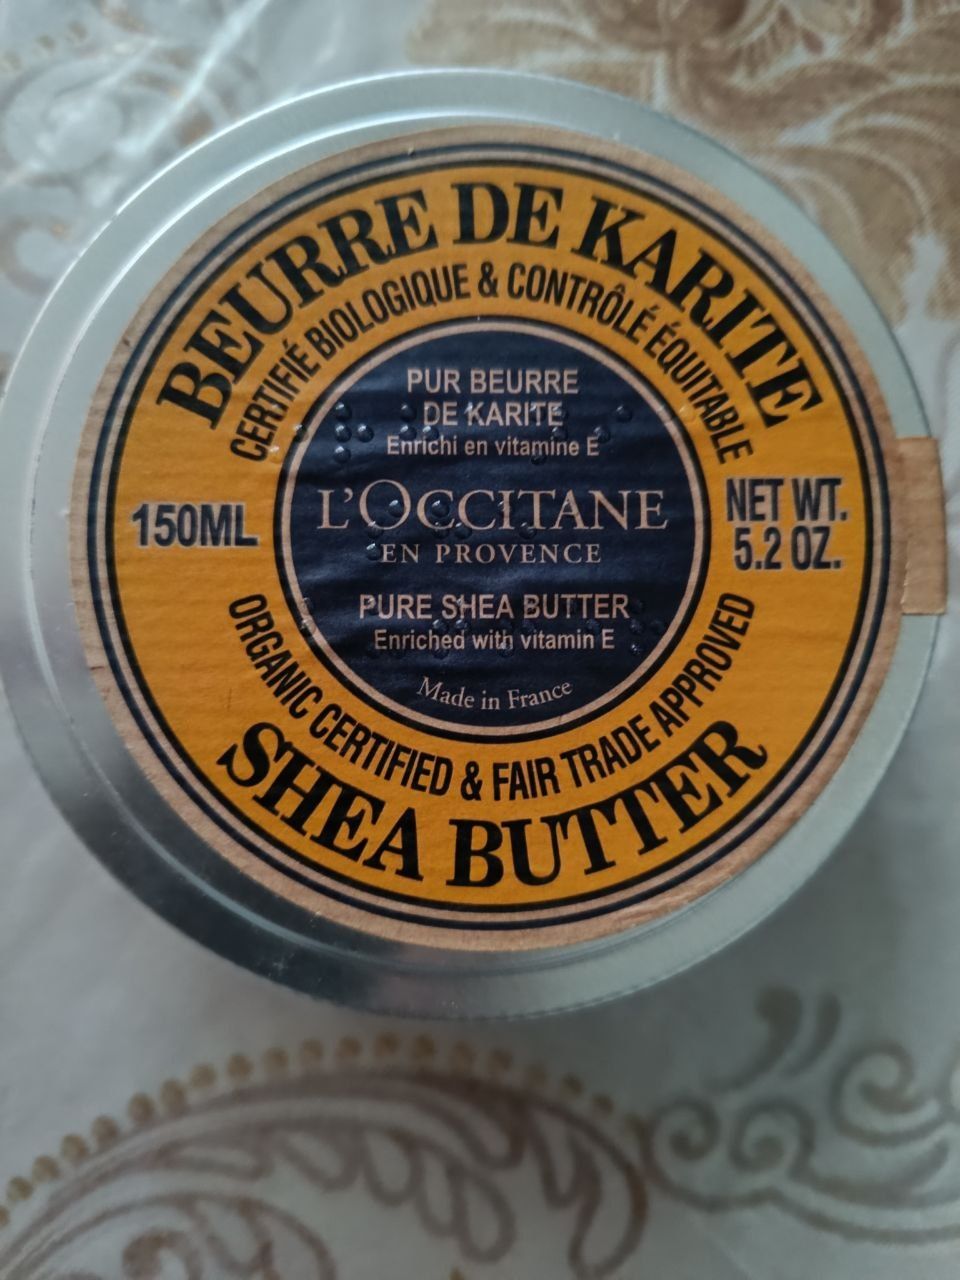 BEURRE DE KARITE
CERTIFIÉ BIOLOGIQUE & CONTRÔLÉ ÉQUITABLE
PUR BEURRE
DE KARITE
Enrichi en vitamine E
L'OCCITANE
EN PROVENCE
150ML
NET WT.
5.2 OZ.
PURE SHEA BUTTER
Enriched with vitamin E
Made in France
ORGANIC CERTIFIED & FAIR TRADE APPROVED
SHEA BUTTER